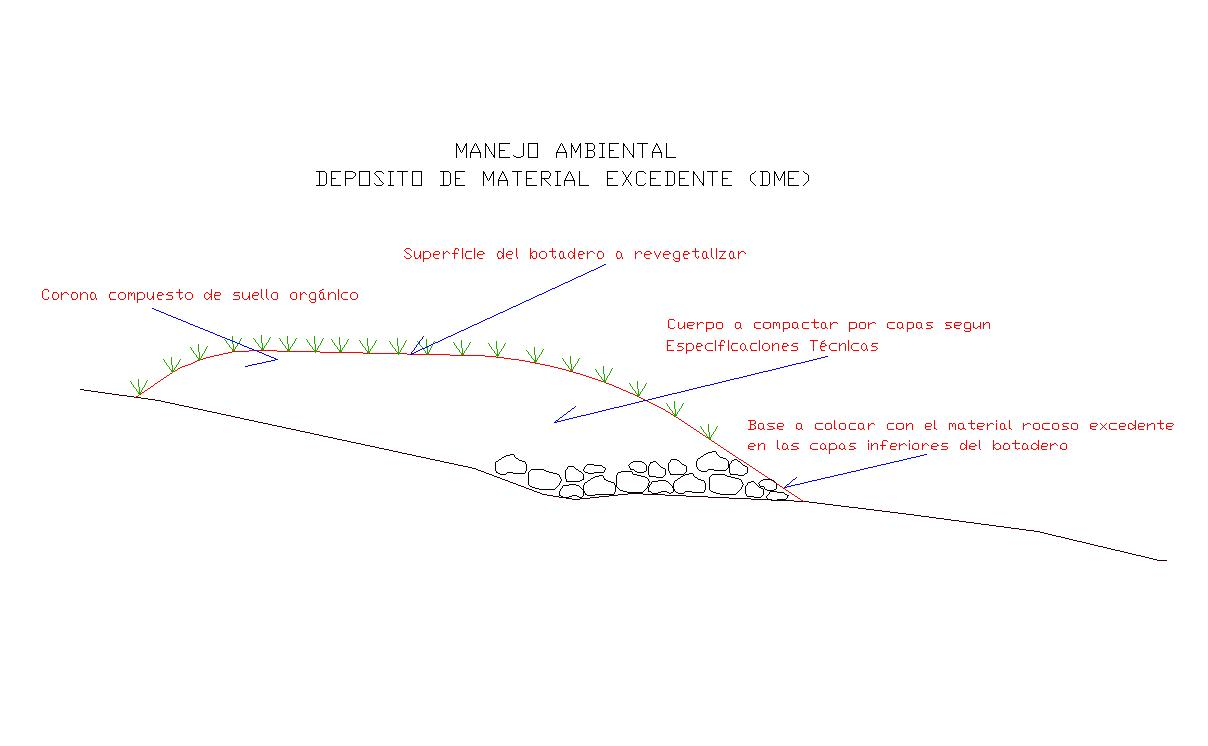 MANEJO AMBIENTAL
DEPOSITO DE MATERIAL EXCEDENTE (DME)
Superficie del botadero a revegetalizar
Corona compuesto de suello orgánico
Cuerpo a compactar por capas segun
Especificaciones Técnicas
Base a colocar con el material rocoso excedente
en las capas inferiores del botadero